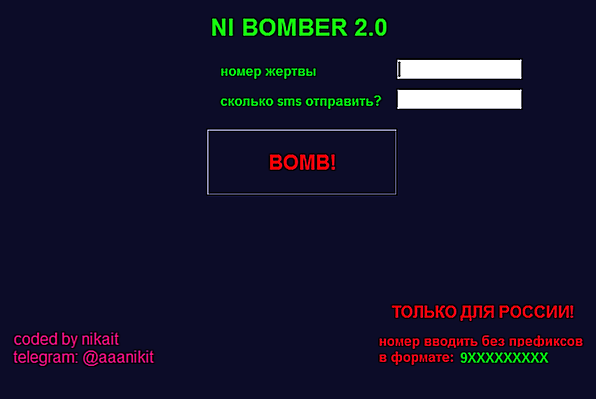 NI BOMBER 2.0
номер жертвы
сколько sms отправить?
BOMB!
ТОЛЬКО ДЛЯ РОССИИ!
номер вводить без префиксов
в формате: 9XXXXXXXXX
coded by nikait
telegram: @aaanikit